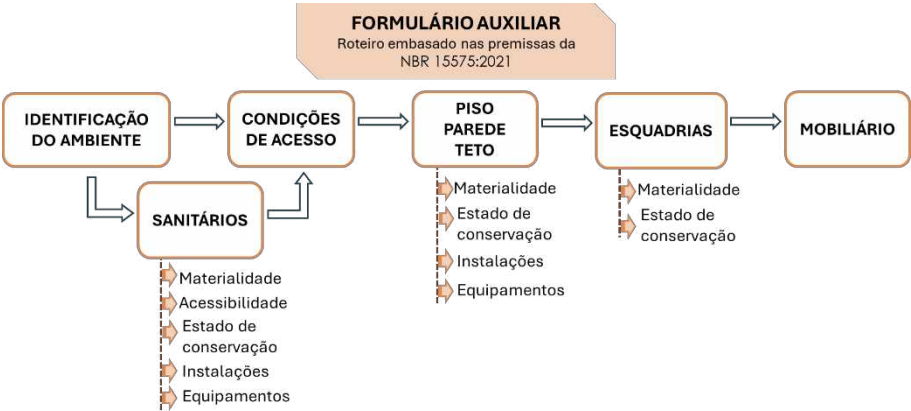 FORMULÁRIO AUXILIAR
Roteiro embasado nas premissas da
NBR 15575:2021
IDENTIFICAÇÃO
DO AMBIENTE
CONDIÇÕES
DE ACESSO
PISO
PAREDE
TETO
ESQUADRIAS
MOBILIÁRIO
SANITÁRIOS
Materialidade
Acessibilidade
Estado de
conservação
Instalações
Equipamentos
Materialidade
Estado de
conservação
Instalações
Equipamentos
Materialidade
Estado de
conservação